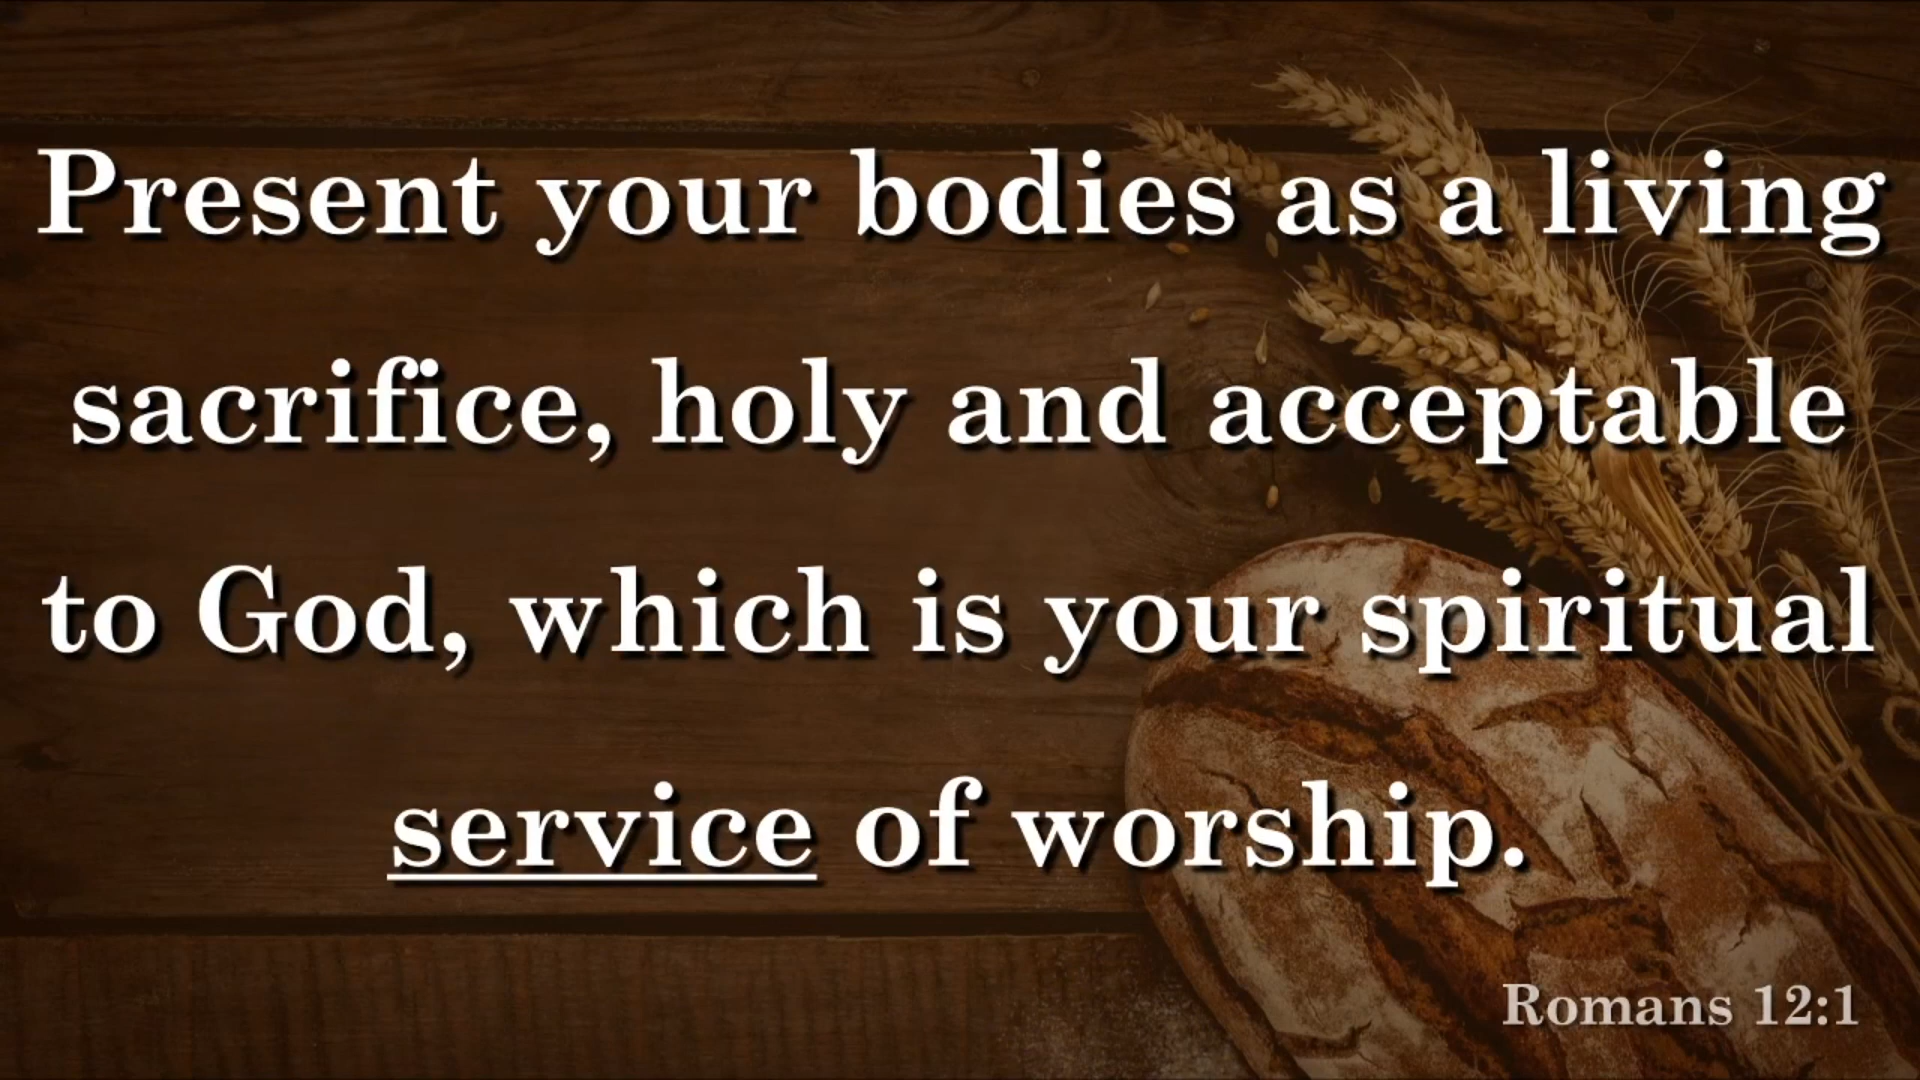 Present your bodies as a living
sacrifice, holy and acceptable
to God, which is your spiritual
service of worship.
Romans 12:1